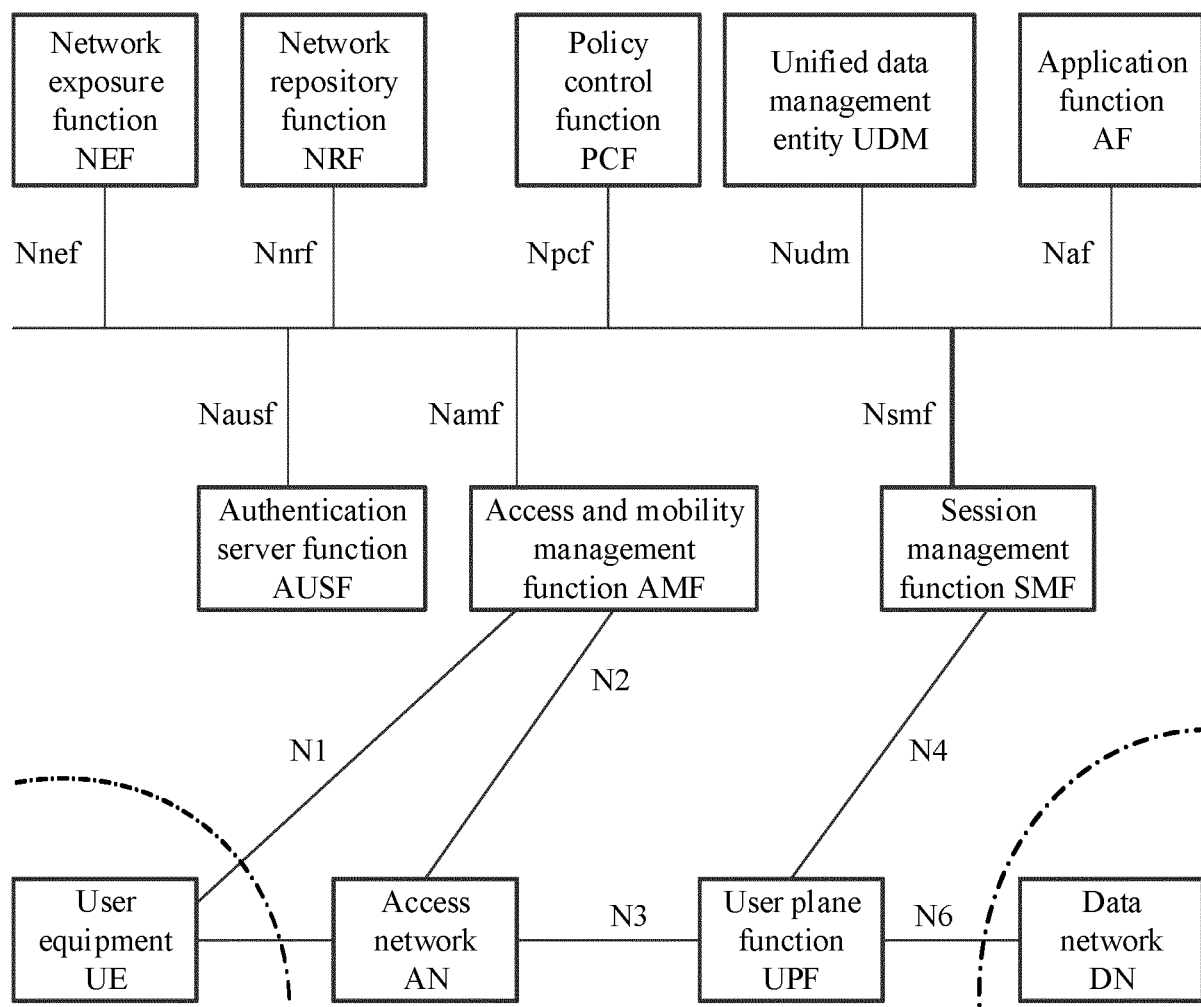 Network
exposure
function
NEF
Network
repository
function
NRF
Policy
control
function
PCF
Unified data
management
entity UDM
Application
function
AF
Nnef
Nnrf
Npcf
Nudm
Naf
Nausf
Namf
Nsmf
Authentication
server function
AUSF
Access and mobility
management
function AMF
Session
management
function SMF
N2
N1
N4
User
equipment
UE
Access
network
AN
N3
User plane
function
UPF
N6
Data
network
DN